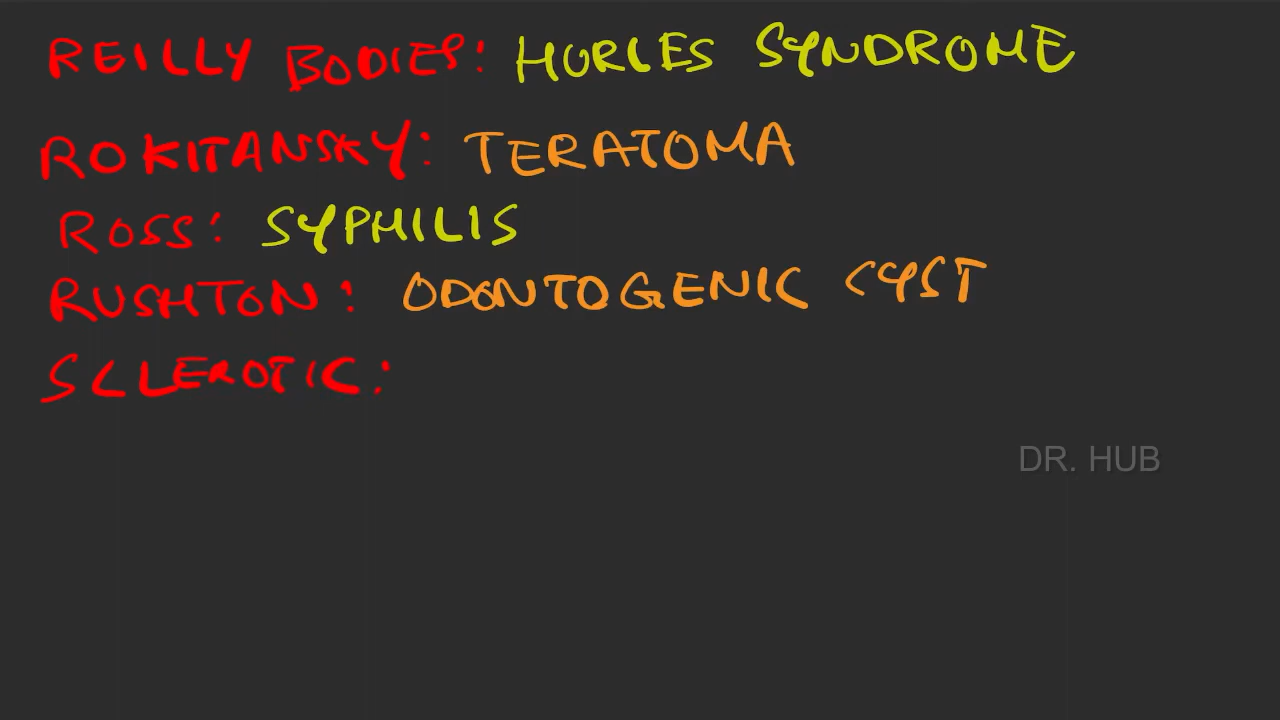 REILLY BODIES: HURLES SYNDROME
ROKITANSKY: TERATOMA
ROSS: SYPHILIS
RUSHTON: ODONTOGENIC CYST
SCLEROTIC:
DR. HUB